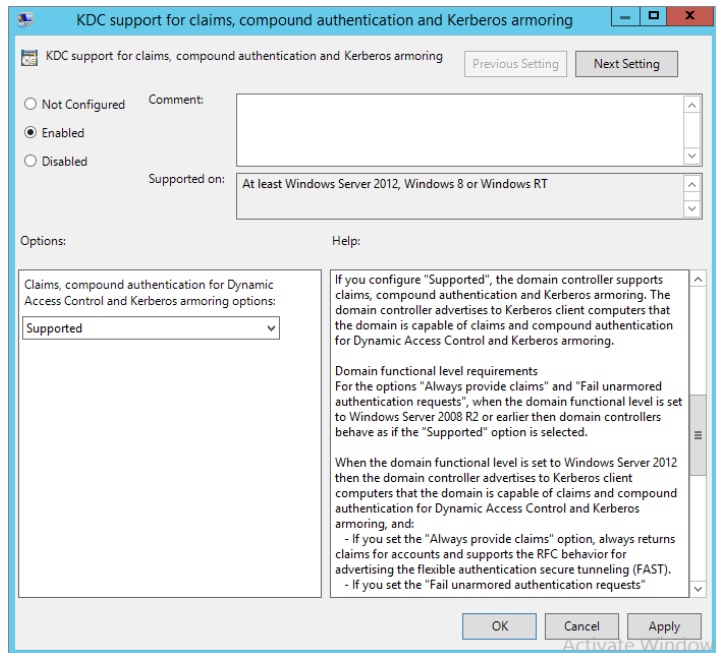 KDC support for claims, compound authentication and Kerberos armoring
KDC support for claims, compound authentication and Kerberos armoring
Previous Setting
Next Setting
Not Configured
Comment:
Enabled
Disabled
Supported on:
At least Windows Server 2012, Windows 8 or Windows RT
Options:
Help:
Claims, compound authentication for Dynamic
Access Control and Kerberos armoring options:
Supported
If you configure "Supported", the domain controller supports
claims, compound authentication and Kerberos armoring. The
domain controller advertises to Kerberos client computers that
the domain is capable of claims and compound authentication
for Dynamic Access Control and Kerberos armoring.
Domain functional level requirements
For the options "Always provide claims" and "Fail unarmored
authentication requests", when the domain functional level is set
to Windows Server 2008 R2 or earlier then domain controllers
behave as if the "Supported" option is selected.
When the domain functional level is set to Windows Server 2012
then the domain controller advertises to Kerberos client
computers that the domain is capable of claims and compound
authentication for Dynamic Access Control and Kerberos
armoring, and:
- If you set the "Always provide claims" option, always returns
claims for accounts and supports the RFC behavior for
advertising the flexible authentication secure tunneling (FAST).
- If you set the "Fail unarmored authentication requests"
OK
Cancel
Apply
Activate Window